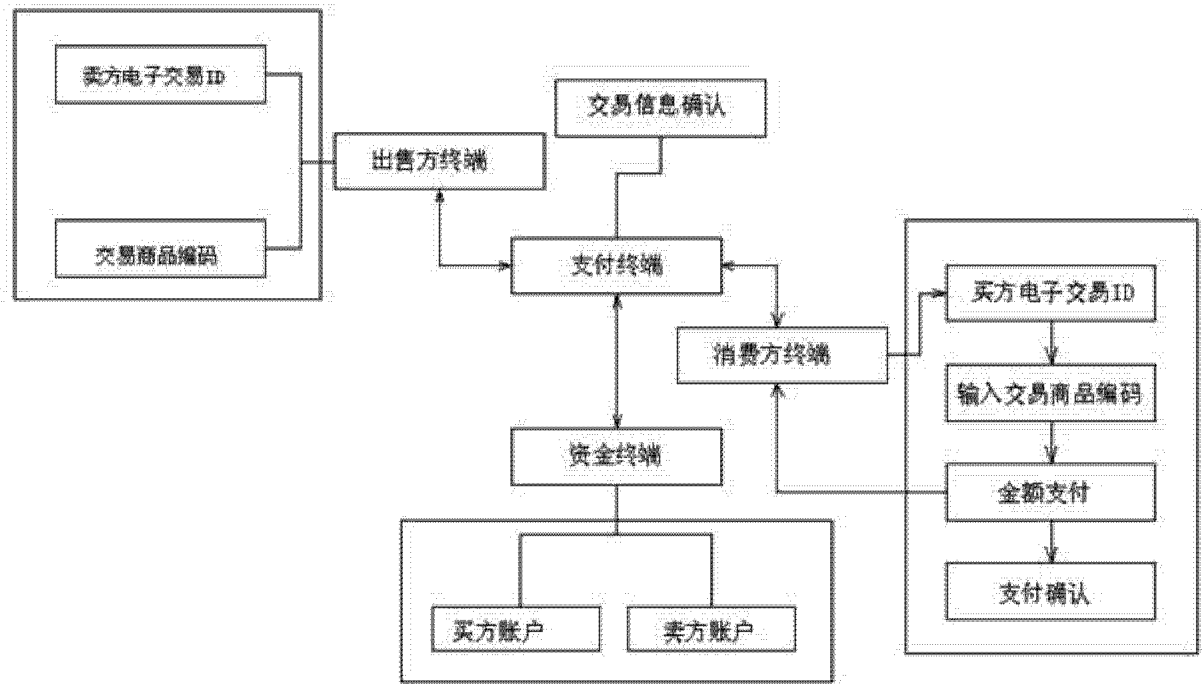 卖方电子交易ID
交易信息确认
出售方终端
交易商品编码
支付终端
买方电子交易ID
消费方终端
输入交易商品编码
资金终端
金额支付
支付确认
买方账户
卖方账户